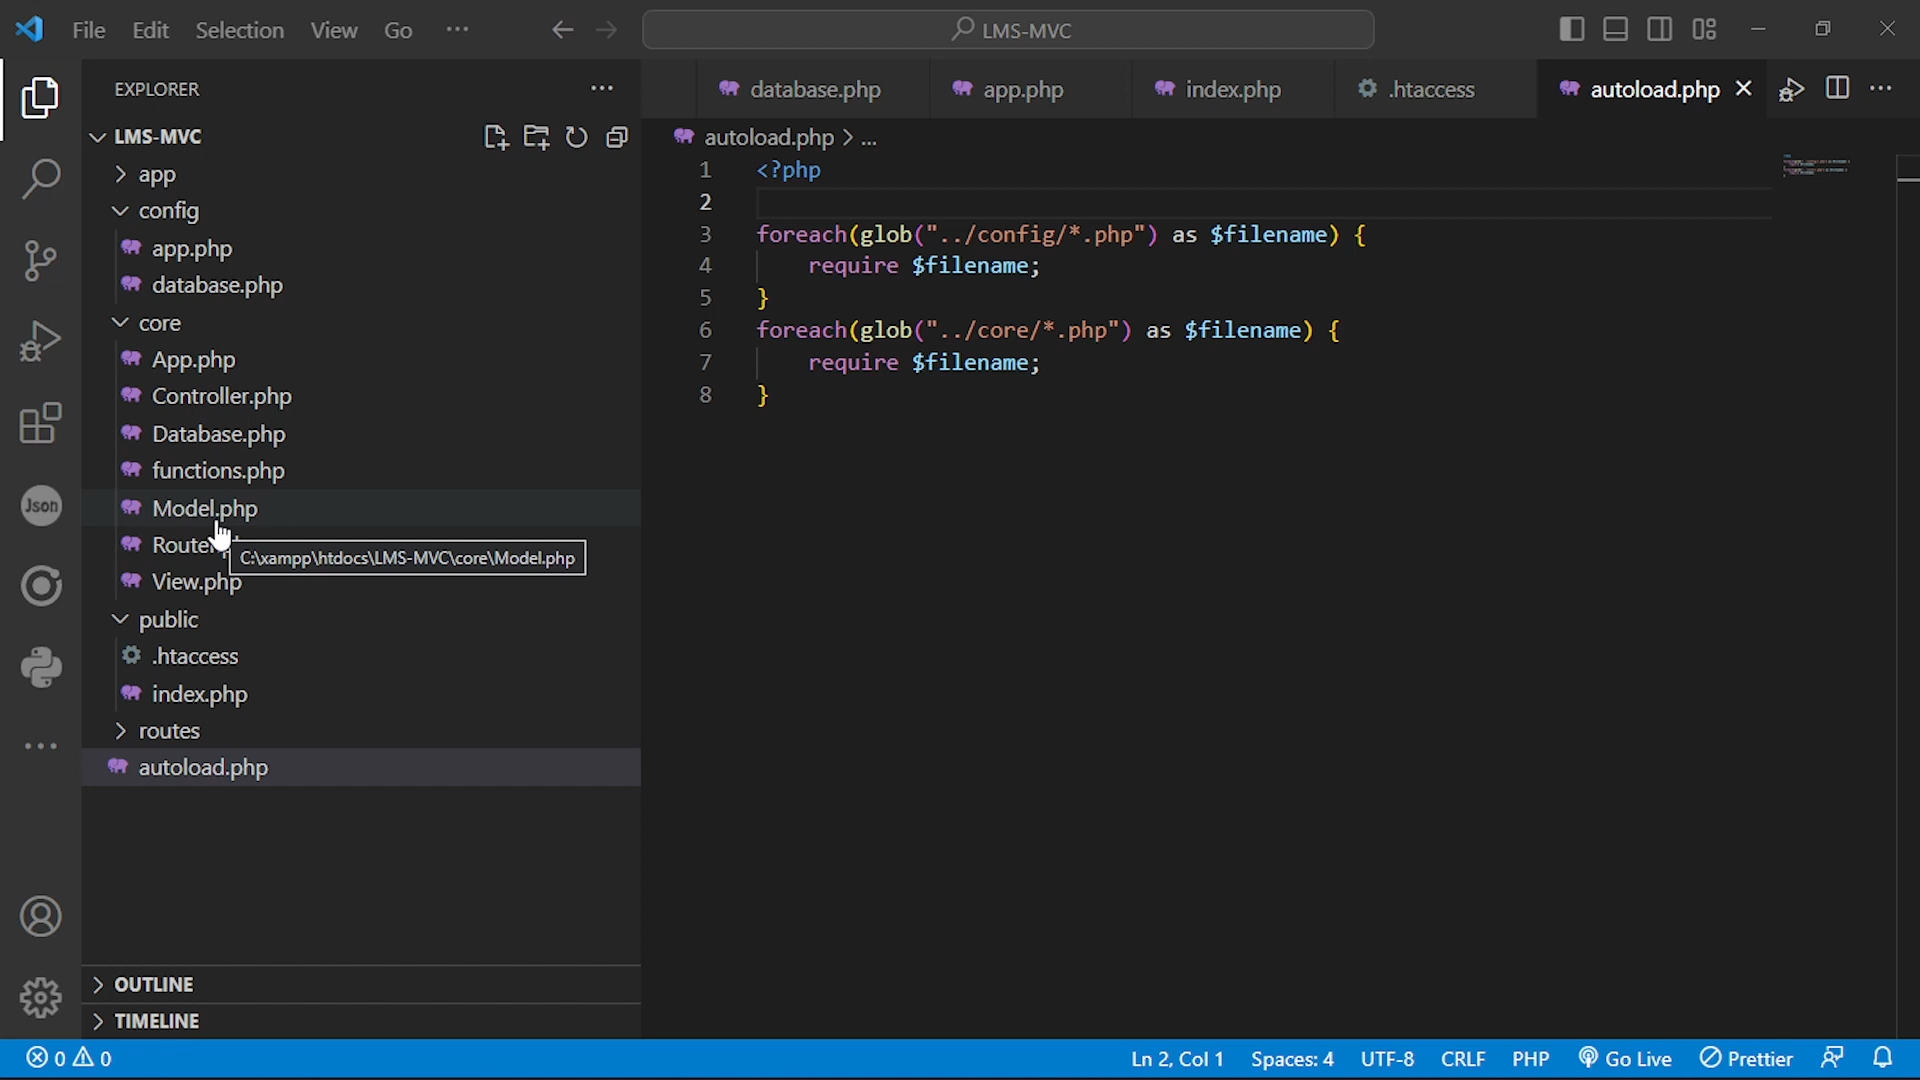 File Edit Selection View Go ··· LMS-MVC
EXPLORER ···
database.php app.php index.php .htaccess autoload.php
LMS-MVC
autoload.php > ...
app
config
app.php
database.php
core
App.php
Controller.php
Database.php
functions.php
Model.php
C:\xampp\htdocs\LMS-MVC\core\Model.php
View.php
public
.htaccess
index.php
routes
autoload.php
Json
1 <?php
2
3 foreach(glob("../config/*.php") as $filename) {
4 require $filename;
5 }
6 foreach(glob("../core/*.php") as $filename) {
7 require $filename;
8 }
OUTLINE
TIMELINE
0 0 Ln 2, Col 1 Spaces: 4 UTF-8 CRLF PHP Go Live Prettier